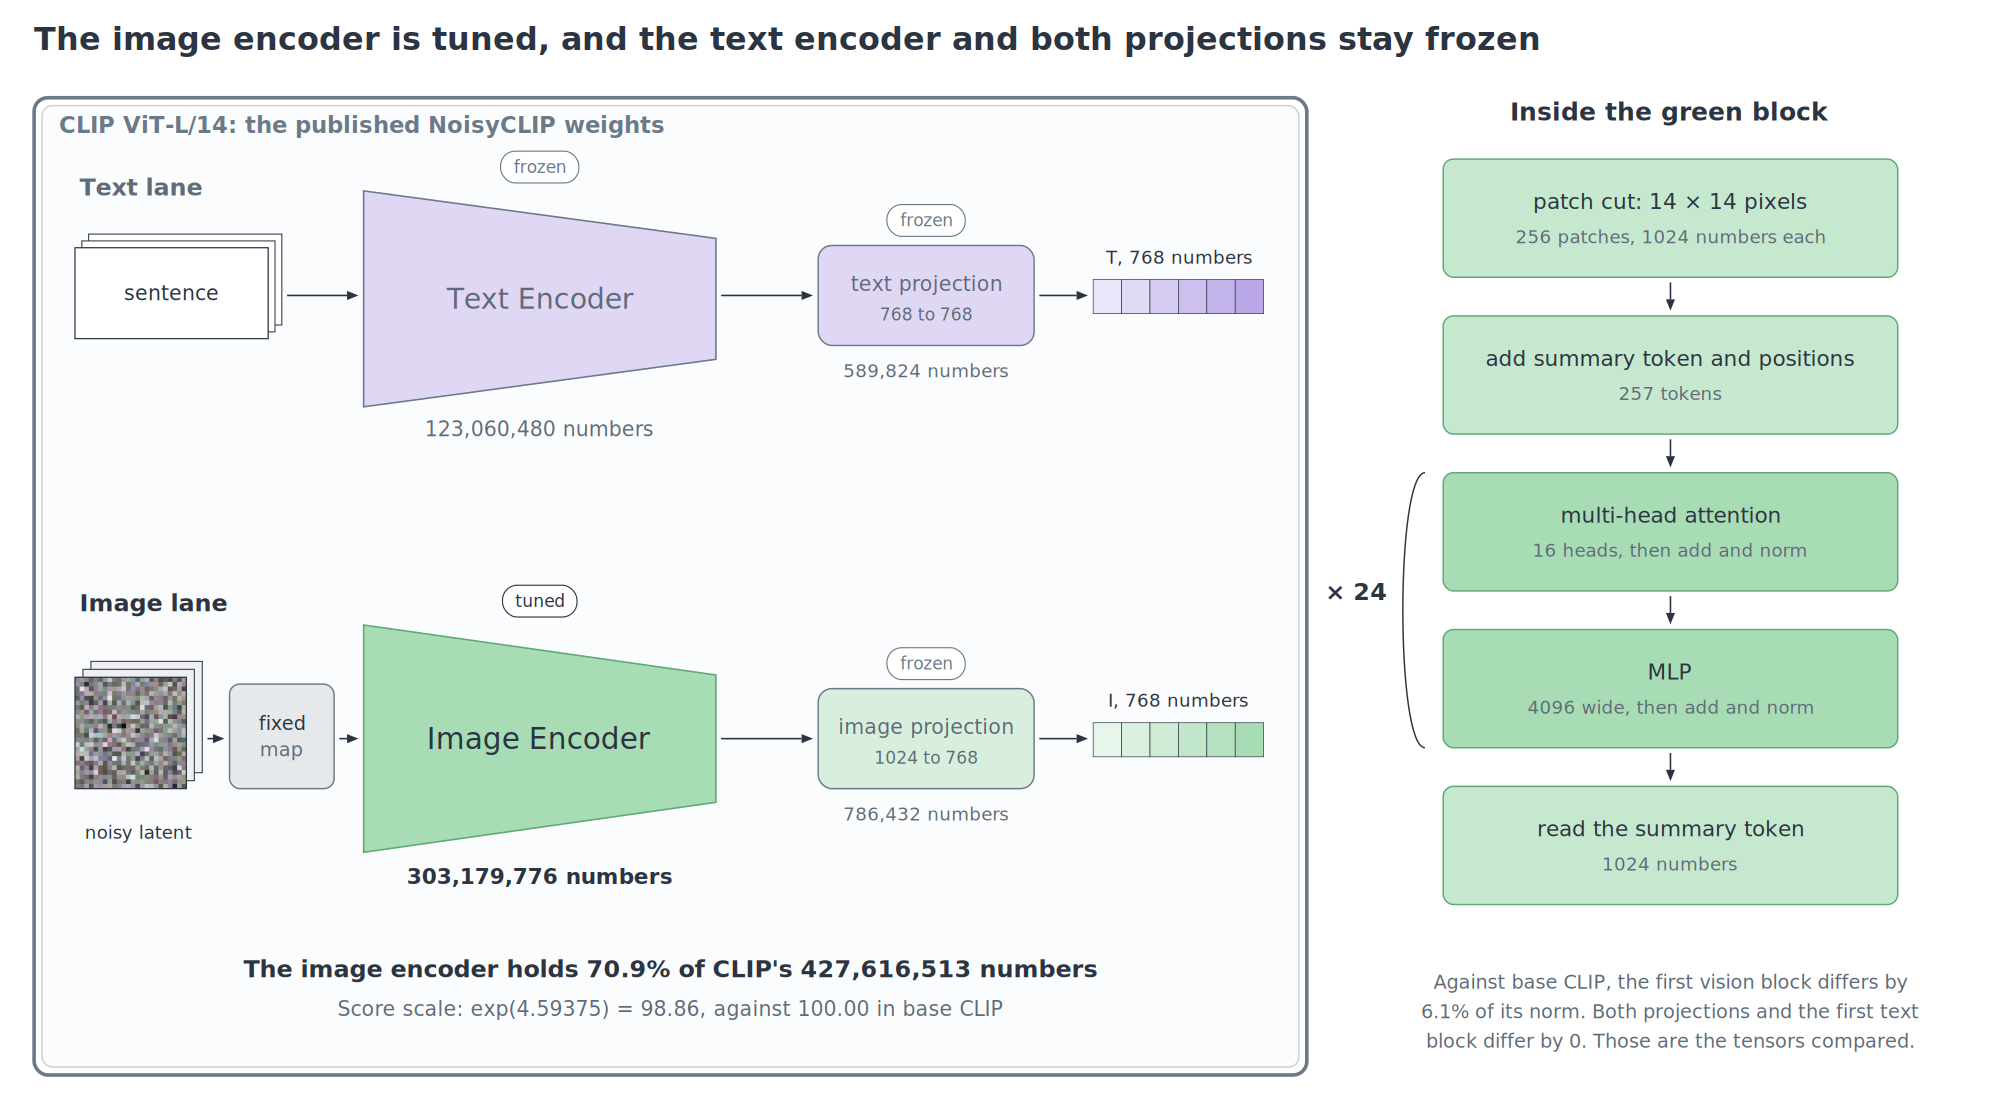 The image encoder is tuned, and the text encoder and both projections stay frozen
CLIP ViT-L/14: the published NoisyCLIP weights
Text lane
frozen
sentence
Text Encoder
123,060,480 numbers
frozen
text projection
768 to 768
589,824 numbers
T, 768 numbers
Image lane
tuned
noisy latent
fixed
map
Image Encoder
303,179,776 numbers
frozen
image projection
1024 to 768
786,432 numbers
I, 768 numbers
The image encoder holds 70.9% of CLIP's 427,616,513 numbers
Score scale: exp(4.59375) = 98.86, against 100.00 in base CLIP
Inside the green block
patch cut: 14 × 14 pixels
256 patches, 1024 numbers each
add summary token and positions
257 tokens
× 24
multi-head attention
16 heads, then add and norm
MLP
4096 wide, then add and norm
read the summary token
1024 numbers
Against base CLIP, the first vision block differs by
6.1% of its norm. Both projections and the first text
block differ by 0. Those are the tensors compared.